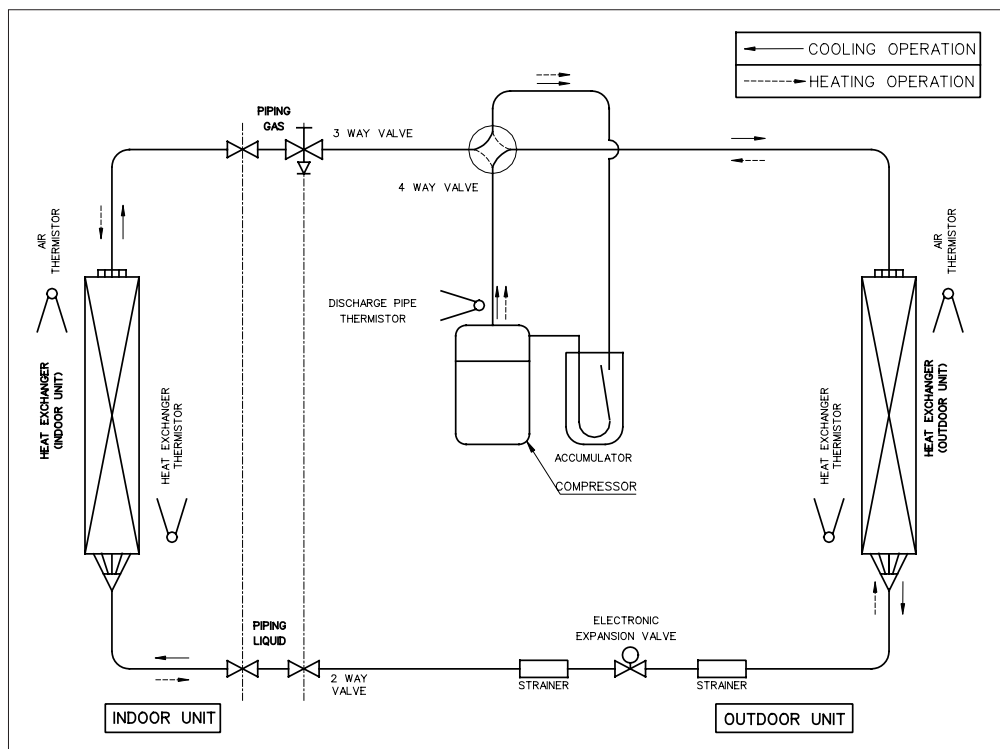 COOLING OPERATION
HEATING OPERATION
PIPING
GAS
3 WAY VALVE
4 WAY VALVE
AIR
THERMISTOR
AIR
THERMISTOR
DISCHARGE PIPE
THERMISTOR
HEAT EXCHANGER
(INDOOR UNIT)
HEAT EXCHANGER
THERMISTOR
HEAT EXCHANGER
THERMISTOR
HEAT EXCHANGER
(OUTDOOR UNIT)
ACCUMULATOR
COMPRESSOR
PIPING
LIQUID
ELECTRONIC
EXPANSION VALVE
2 WAY
VALVE
STRAINER
STRAINER
INDOOR UNIT
OUTDOOR UNIT